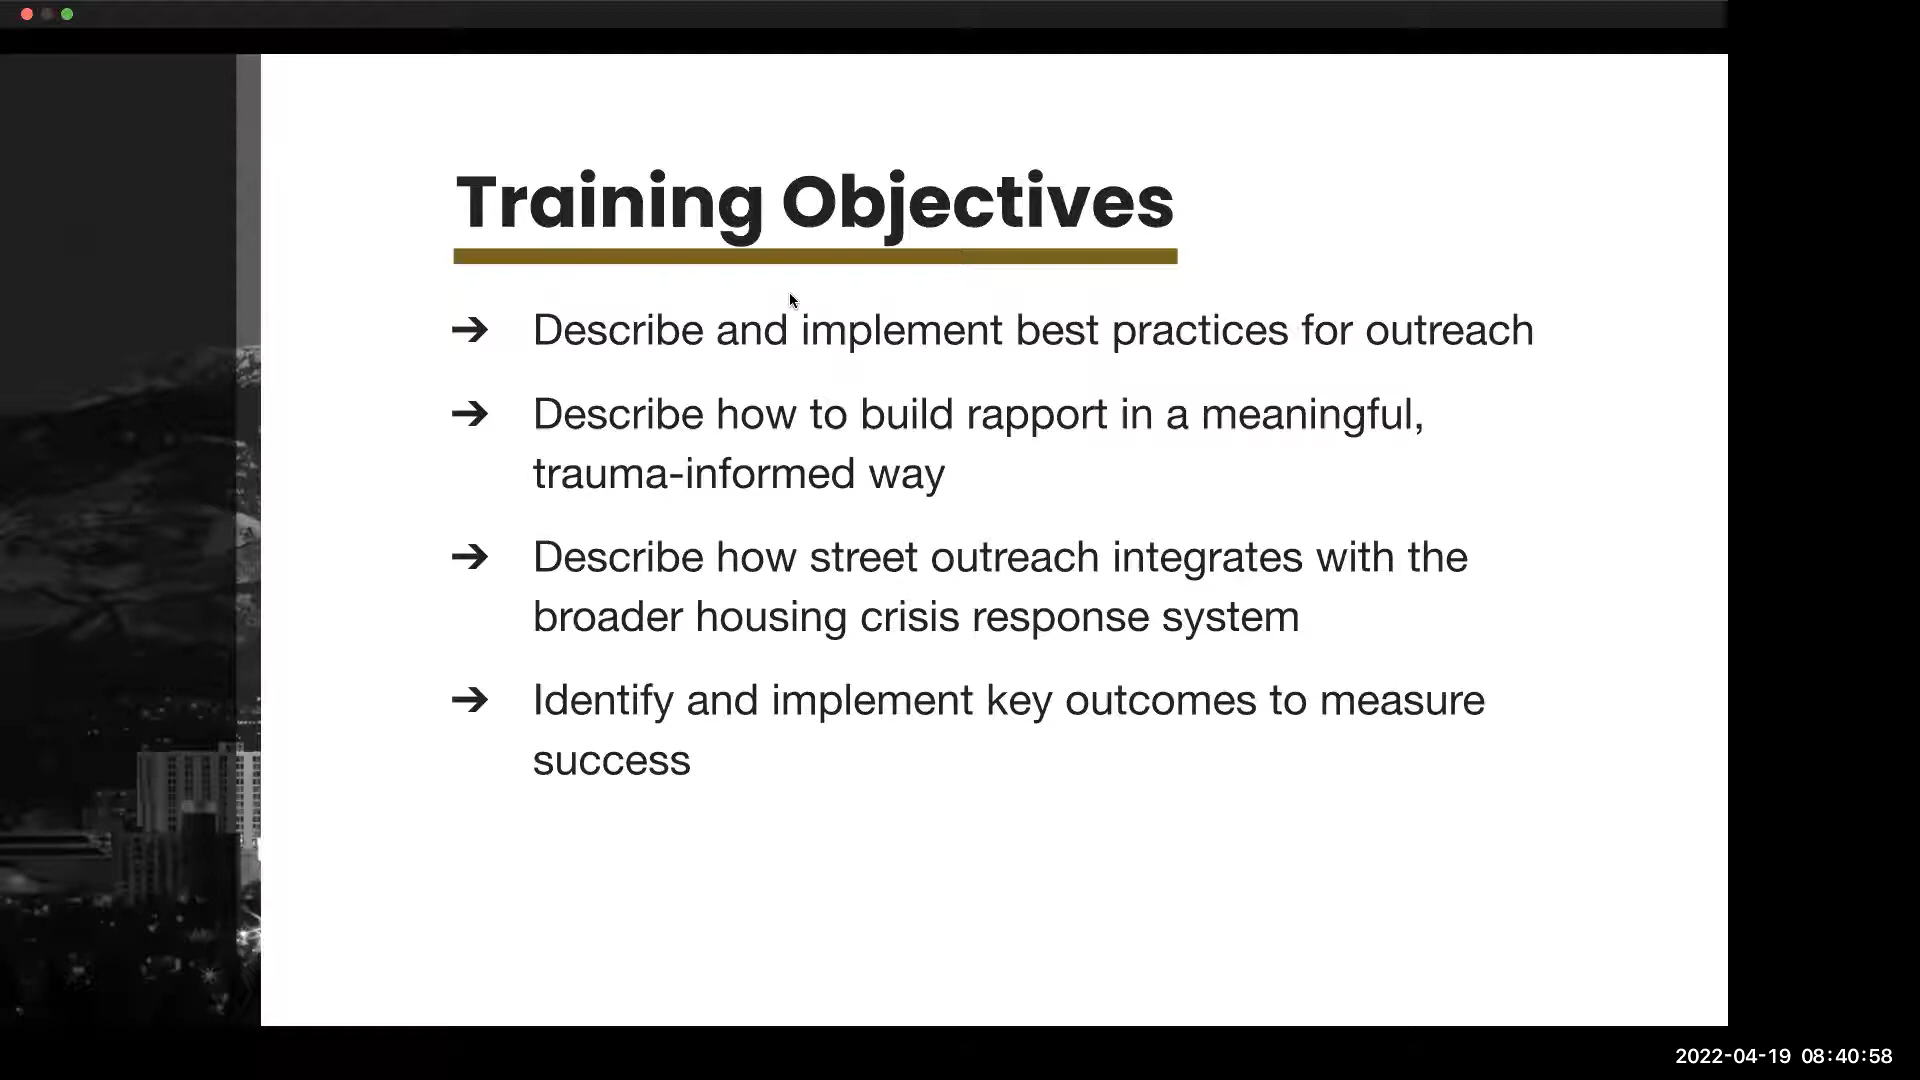 Training Objectives
➔ Describe and implement best practices for outreach
➔ Describe how to build rapport in a meaningful,
trauma-informed way
➔ Describe how street outreach integrates with the
broader housing crisis response system
➔ Identify and implement key outcomes to measure
success
2022-04-19 08:40:58